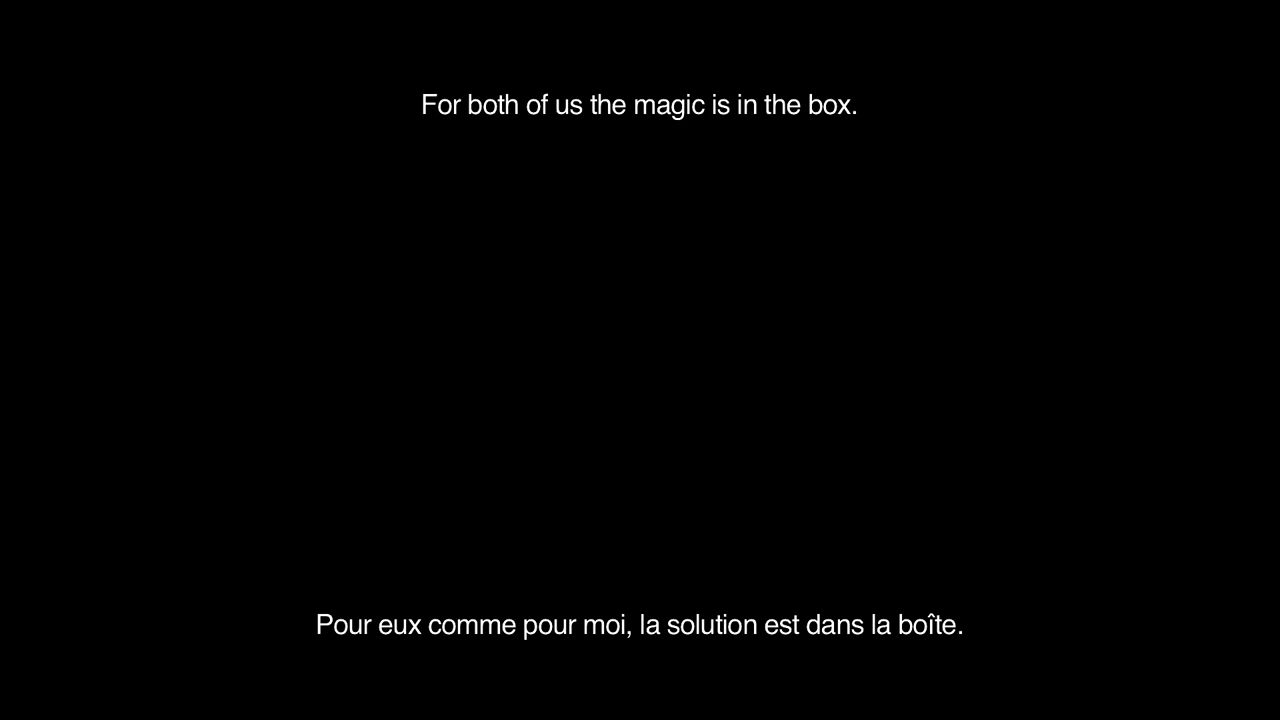 For both of us the magic is in the box.
Pour eux comme pour moi, la solution est dans la boîte.